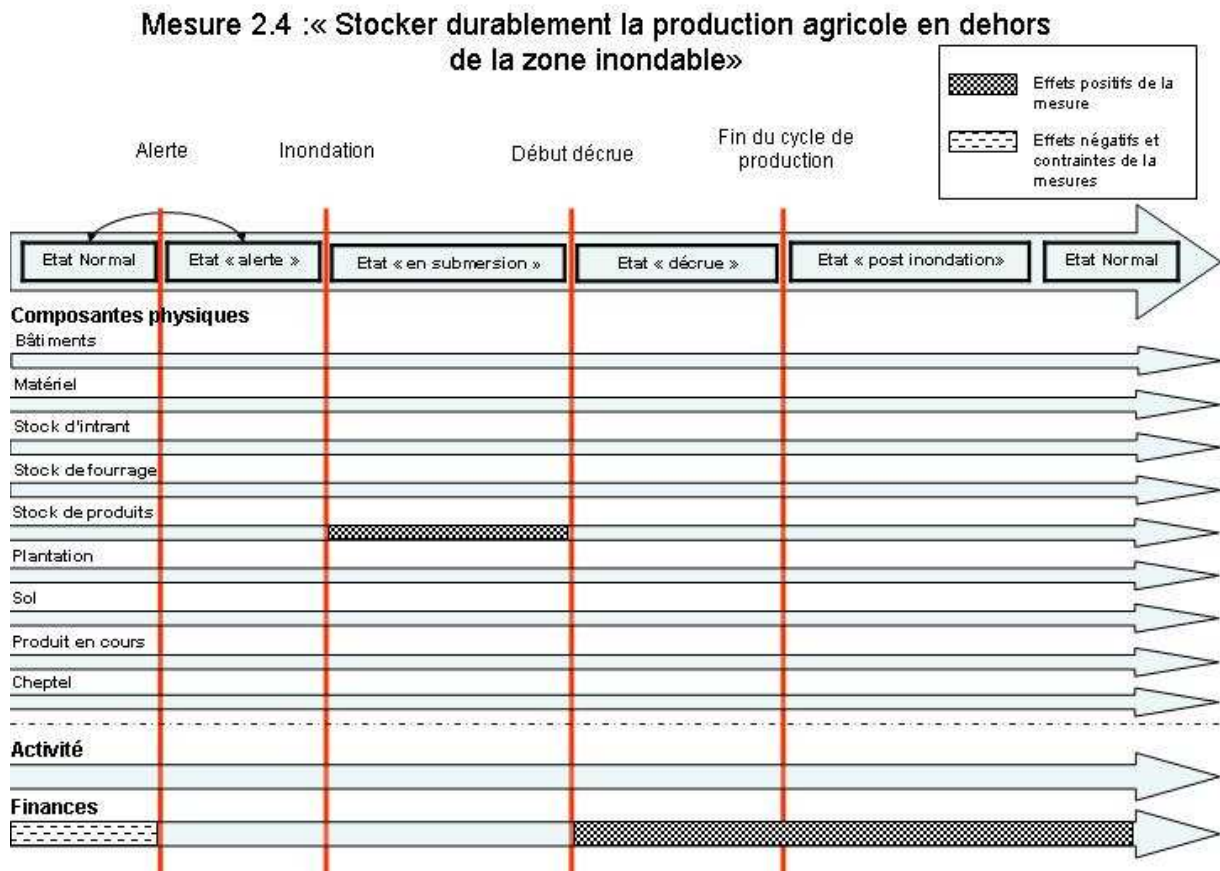 Mesure 2.4 :« Stocker durablement la production agricole en dehors
de la zone inondable»
Effets positifs de la
mesure
Effets négatifs et
contraintes de la
mesures
Alerte
Inondation
Début décrue
Fin du cycle de
production
Etat Normal
Etat « alerte »
Etat « en submersion »
Etat « décrue »
Etat « post inondation»
Etat Normal
Composantes physiques
Bâtiments
Matériel
Stock d'intrant
Stock de fourrage
Stock de produits
Plantation
Sol
Produit en cours
Cheptel
Activité
Finances